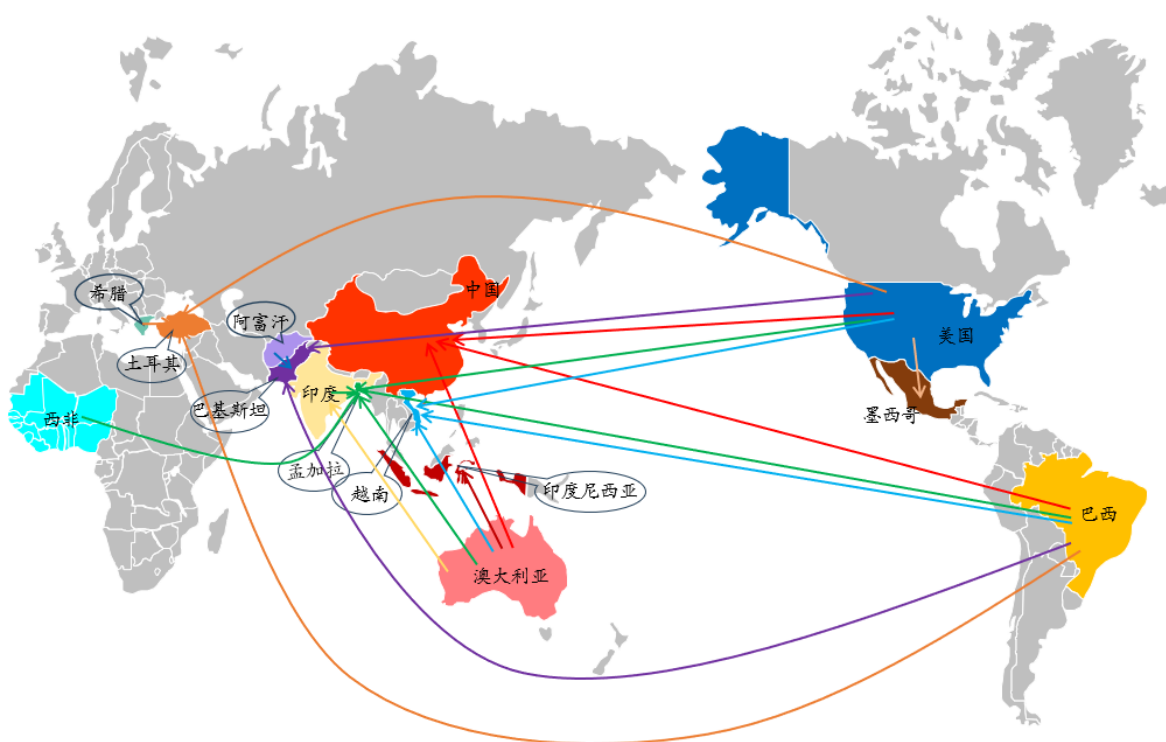 中国
希腊
阿富汗
美国
土耳其
印度
巴基斯坦
西非
墨西哥
孟加拉
越南
印度尼西亚
巴西
澳大利亚